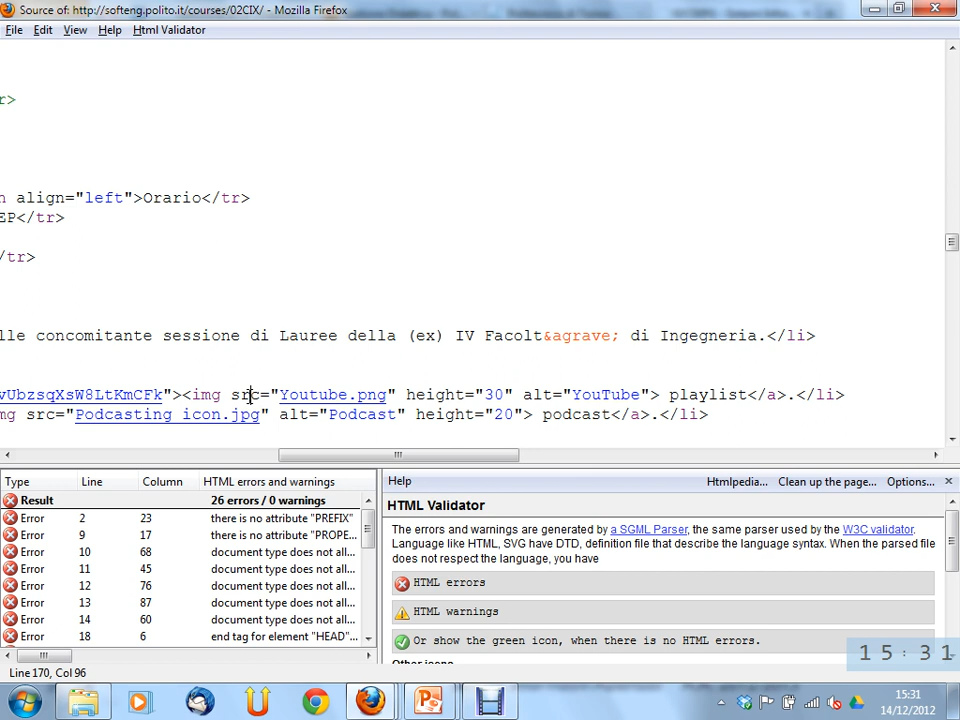 Source of: http://softeng.polito.it/courses/02CIX/ - Mozilla Firefox
File Edit View Help Html Validator
r>
n align="left">Orario</tr>
EP</tr>
/tr>
lle concomitante sessione di Lauree della (ex) IV Facolt&agrave; di Ingegneria.</li>
vUbzsqXsW8LtKmCFk"><img src="Youtube.png" height="30" alt="YouTube"> playlist</a>.</li>
mg src="Podcasting_icon.jpg" alt="Podcast" height="20"> podcast</a>.</li>
Type Line Column HTML errors and warnings
Result 26 errors / 0 warnings
Error 2 23 there is no attribute "PREFIX"
Error 9 17 there is no attribute "PROPE...
Error 10 68 document type does not all...
Error 11 45 document type does not all...
Error 12 76 document type does not all...
Error 13 87 document type does not all...
Error 14 60 document type does not all...
Error 18 6 end tag for element "HEAD"...
Help Htmlpedia... Clean up the page... Options...
HTML Validator
The errors and warnings are generated by a SGML Parser, the same parser used by the W3C validator.
Language like HTML, SVG have DTD, definition file that describe the language syntax. When the parsed file
does not respect the language, you have
HTML errors
HTML warnings
Or show the green icon, when there is no HTML errors.
Other icons
15:31
Line 170, Col 96
15:31
14/12/2012